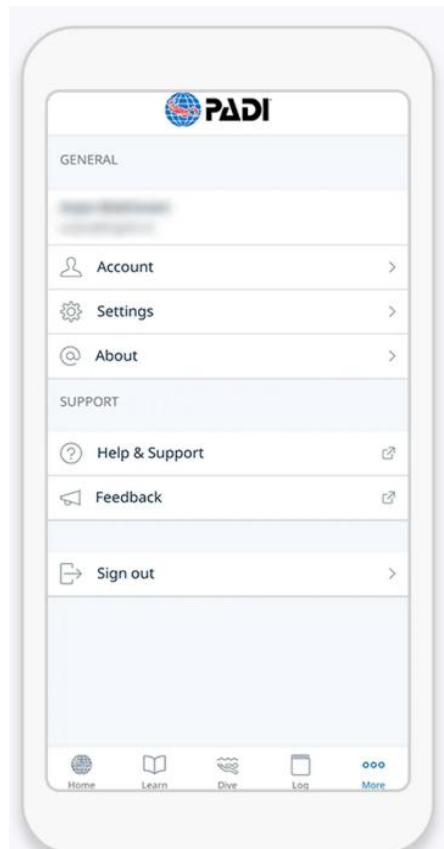 PADI
GENERAL
Account
Settings
About
SUPPORT
Help & Support
Feedback
Sign out
Home Learn Dive Log More